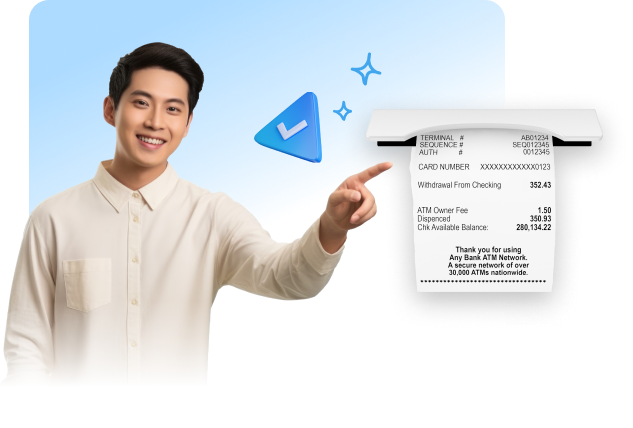 TERMINAL # AB01234
SEQUENCE # SEQ012345
AUTH # 0012345
CARD NUMBER XXXXXXXXXXXX0123
Withdrawal From Checking 352.43
ATM Owner Fee 1.50
Dispenced 350.93
Chk Available Balance: 280,134.22
Thank you for using
Any Bank ATM Network.
A secure network of over
30,000 ATMs nationwide.